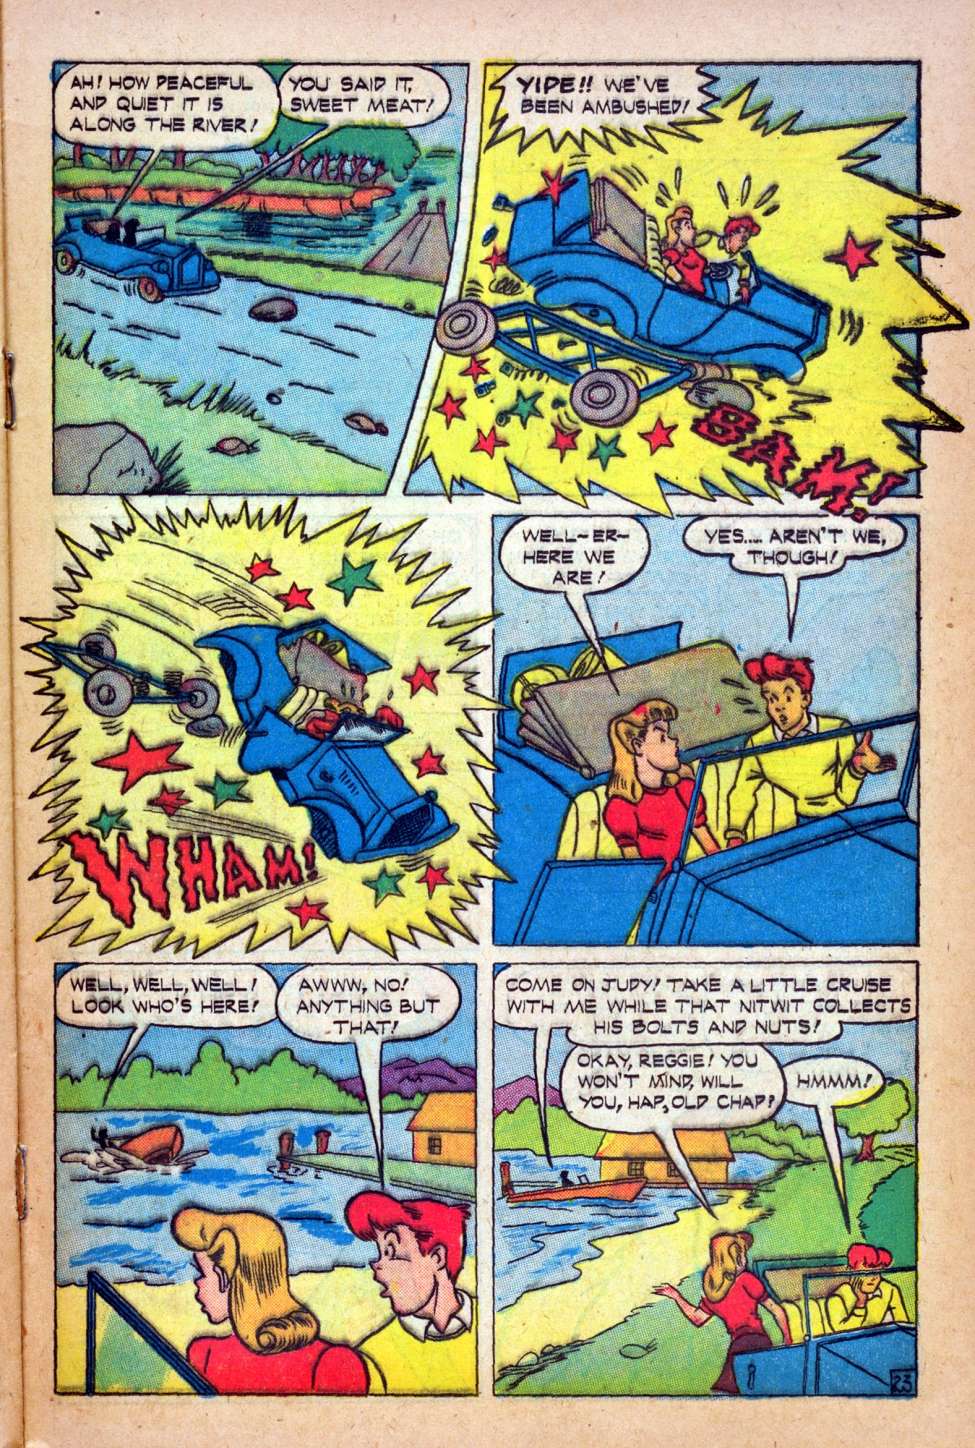 AH! HOW PEACEFUL
AND QUIET IT IS
ALONG THE RIVER!
YOU SAID IT,
SWEET MEAT!
YIPE!! WE'VE
BEEN AMBUSHED!
BAM!
WHAM!
WELL-ER-
HERE WE
ARE!
YES.... AREN'T WE,
THOUGH!
WELL, WELL, WELL!
LOOK WHO'S HERE!
AWWW, NO!
ANYTHING BUT
THAT!
COME ON JUDY! TAKE A LITTLE CRUISE
WITH ME WHILE THAT NITWIT COLLECTS
HIS BOLTS AND NUTS!
OKAY, REGGIE! YOU
WON'T MIND, WILL
YOU, HAP, OLD CHAP?
HMMM!
23